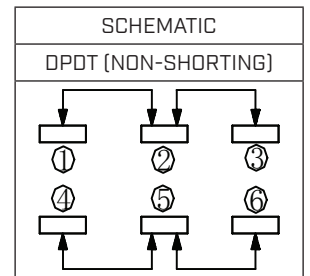 SCHEMATIC
DPDT (NON-SHORTING)
① ② ③
④ ⑤ ⑥